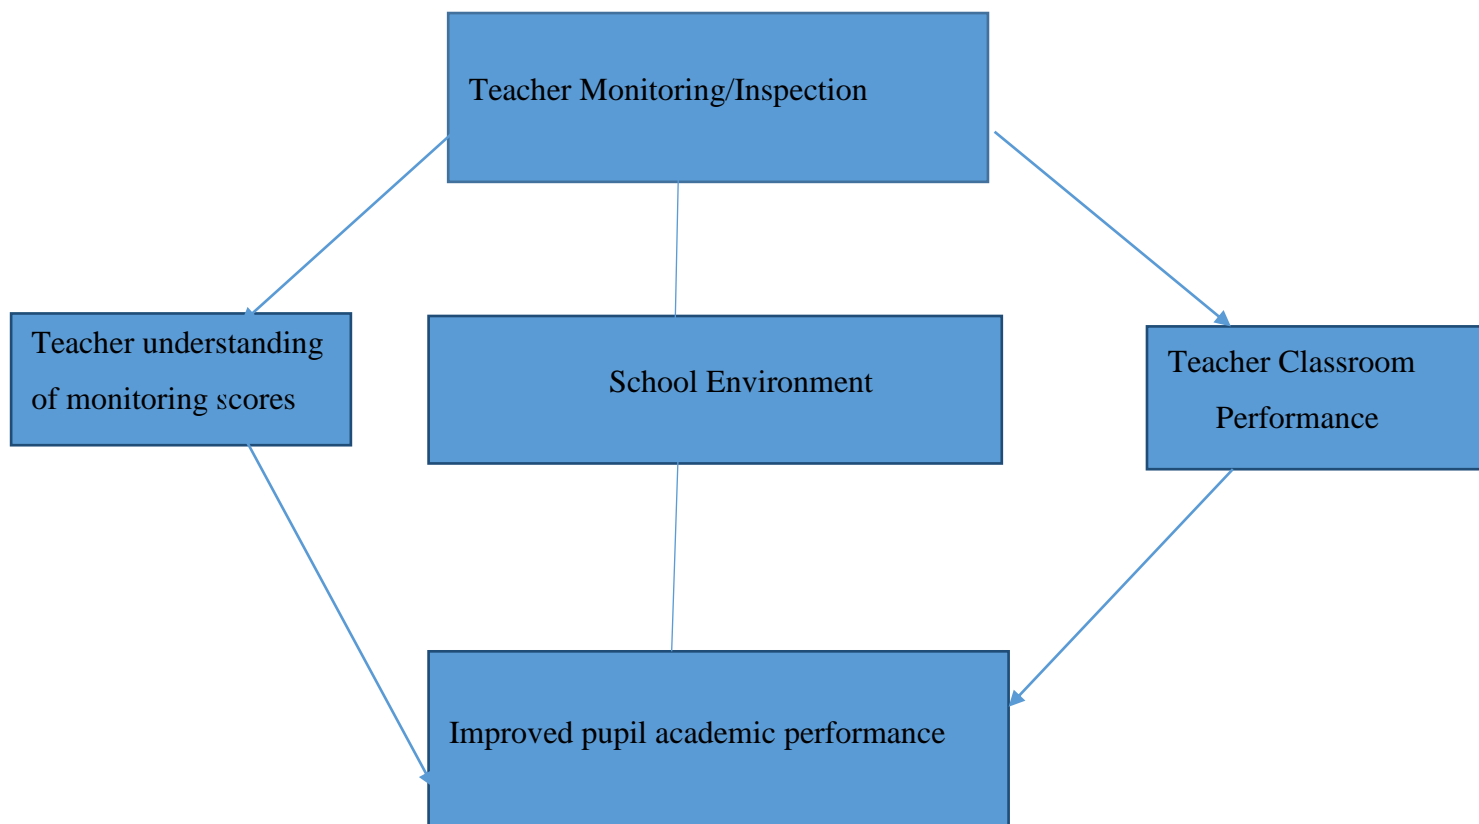 Teacher Monitoring/Inspection
Teacher understanding
of monitoring scores
School Environment
Teacher Classroom
Performance
Improved pupil academic performance